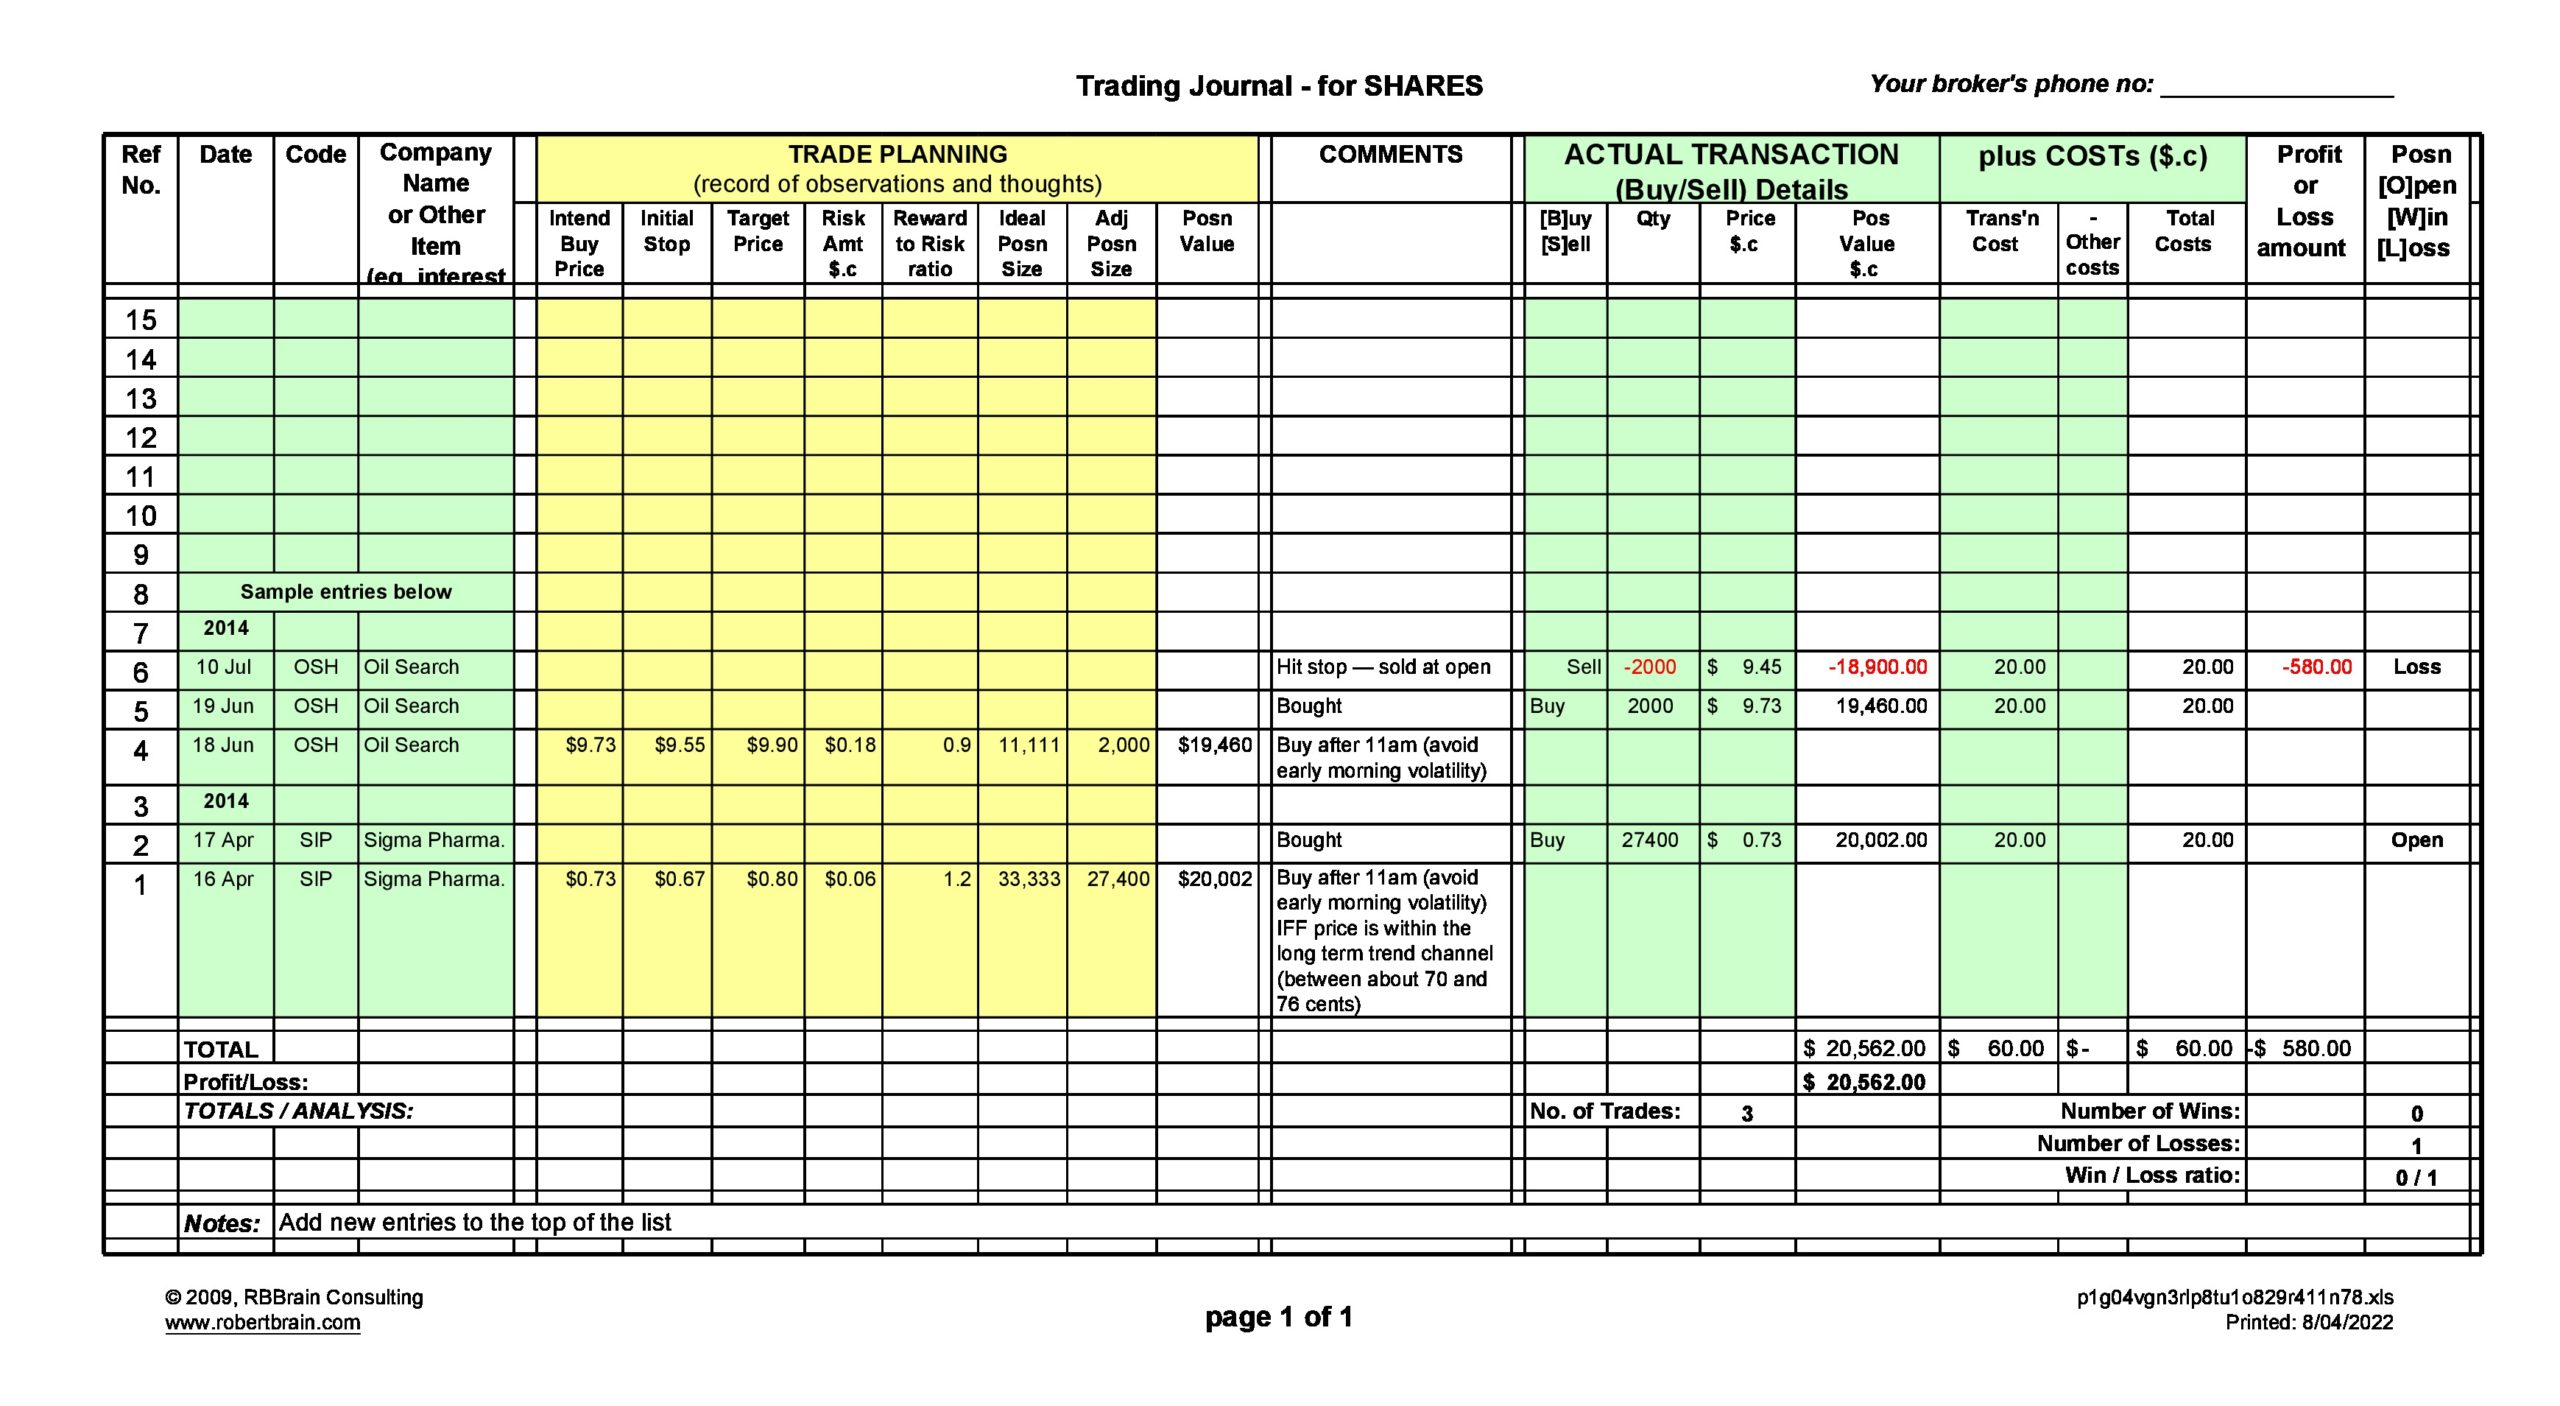 Trading Journal - for SHARES
Your broker's phone no: ________________
Ref No. Date Code Company Name or Other Item (eg. interest
TRADE PLANNING
(record of observations and thoughts)
COMMENTS
ACTUAL TRANSACTION
(Buy/Sell) Details
plus COSTs ($.c)
Profit or Loss amount
Posn [O]pen [W]in [L]oss
Intend Buy Price Initial Stop Target Price Risk Amt $.c Reward to Risk ratio Ideal Posn Size Adj Posn Size Posn Value
[B]uy [S]ell Qty Price $.c Pos Value $.c Trans'n Cost - Other costs Total Costs
15
14
13
12
11
10
9
8 Sample entries below
7 2014
6 10 Jul OSH Oil Search Hit stop — sold at open Sell -2000 $ 9.45 -18,900.00 20.00 20.00 -580.00 Loss
5 19 Jun OSH Oil Search Bought Buy 2000 $ 9.73 19,460.00 20.00 20.00
4 18 Jun OSH Oil Search $9.73 $9.55 $9.90 $0.18 0.9 11,111 2,000 $19,460 Buy after 11am (avoid
early morning volatility)
3 2014
2 17 Apr SIP Sigma Pharma. Bought Buy 27400 $ 0.73 20,002.00 20.00 20.00 Open
1 16 Apr SIP Sigma Pharma. $0.73 $0.67 $0.80 $0.06 1.2 33,333 27,400 $20,002 Buy after 11am (avoid
early morning volatility)
IFF price is within the
long term trend channel
(between about 70 and
76 cents)
TOTAL $ 20,562.00 $ 60.00 $- $ 60.00 -$ 580.00
Profit/Loss: $ 20,562.00
TOTALS / ANALYSIS: No. of Trades: 3 Number of Wins: 0
Number of Losses: 1
Win / Loss ratio: 0 / 1
Notes: Add new entries to the top of the list
© 2009, RBBrain Consulting
www.robertbrain.com
page 1 of 1
p1g04vgn3rlp8tu1o829r411n78.xls
Printed: 8/04/2022